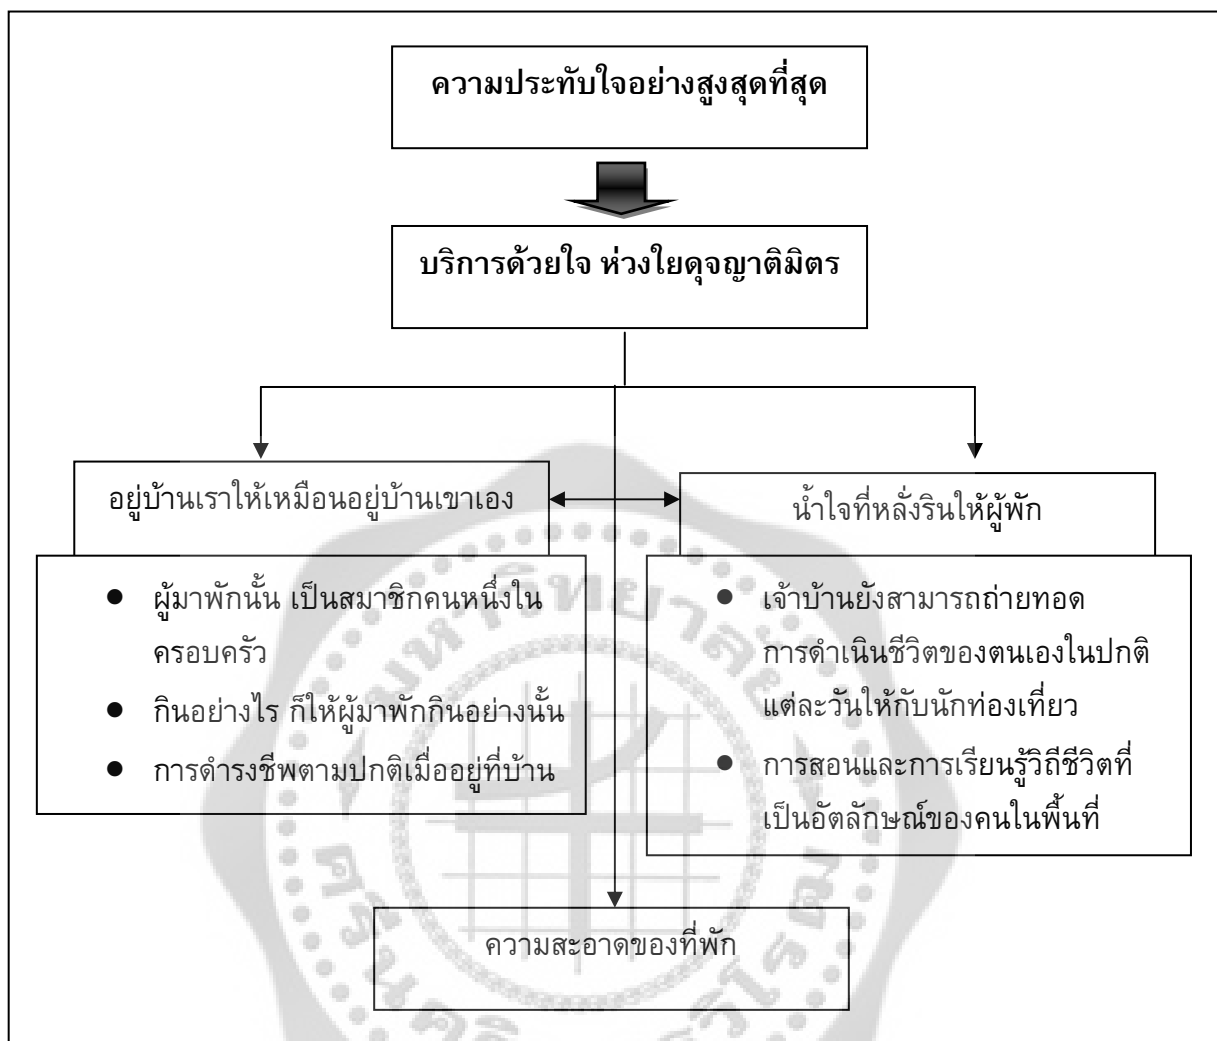 ความประทับใจอย่างสูงสุดที่สุด
บริการด้วยใจ ห่วงใยดุจญาติมิตร
อยู่บ้านเราให้เหมือนอยู่บ้านเขาเอง
น้ำใจที่หลั่งรินให้ผู้พัก
● ผู้มาพักนั้น เป็นสมาชิกคนหนึ่งใน
ครอบครัว
● กินอย่างไร ก็ให้ผู้มาพักกินอย่างนั้น
● การดำรงชีพตามปกติเมื่ออยู่ที่บ้าน
● เจ้าบ้านยังสามารถถ่ายทอด
การดำเนินชีวิตของตนเองในปกติ
แต่ละวันให้กับนักท่องเที่ยว
● การสอนและการเรียนรู้วิถีชีวิตที่
เป็นอัตลักษณ์ของคนในพื้นที่
ความสะอาดของที่พัก